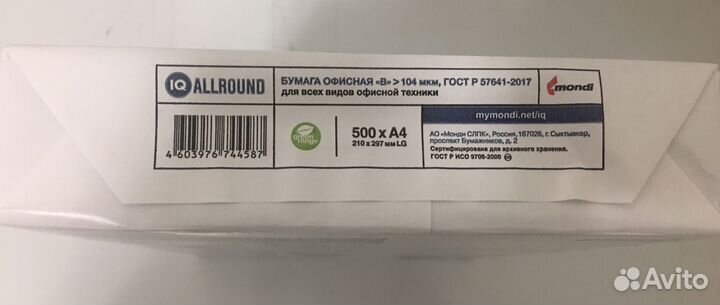 IQ ALLROUND
БУМАГА ОФИСНАЯ «В» > 104 мкм, ГОСТ Р 57641-2017
для всех видов офисной техники
mondi
4 603976 744587
green range
500 x A4
210 x 297 мм LG
mymondi.net/iq
АО «Монди СЛПК», Россия, 167026, г. Сыктывкар,
проспект Бумажников, д. 2
Сертифицирована для архивного хранения.
ГОСТ Р ИСО 9706-2000
Avito